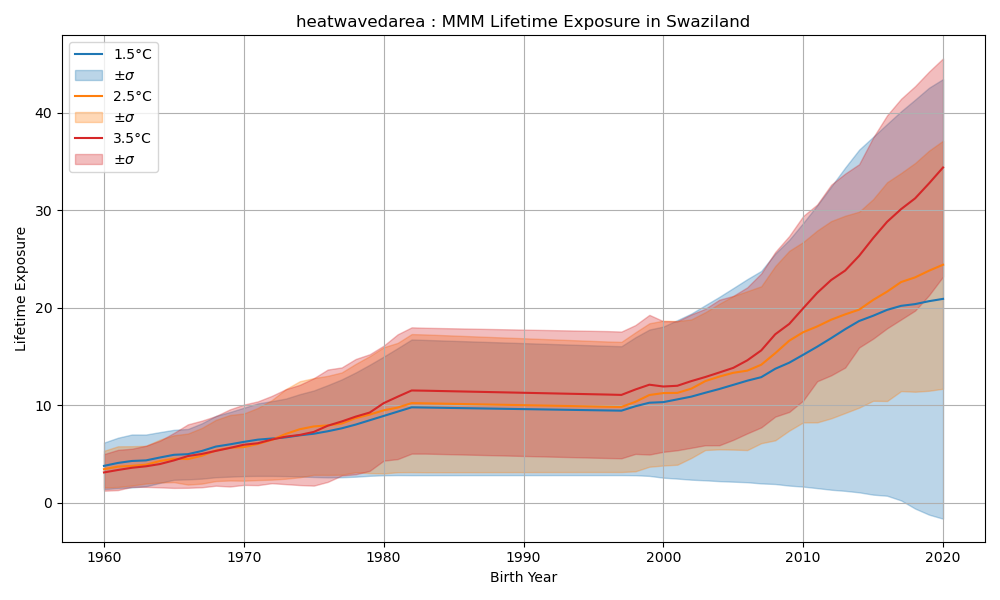 heatwavedarea : MMM Lifetime Exposure in Swaziland
1.5°C
±σ
2.5°C
±σ
3.5°C
±σ
Lifetime Exposure
40
30
20
10
0
1960 1970 1980 1990 2000 2010 2020
Birth Year